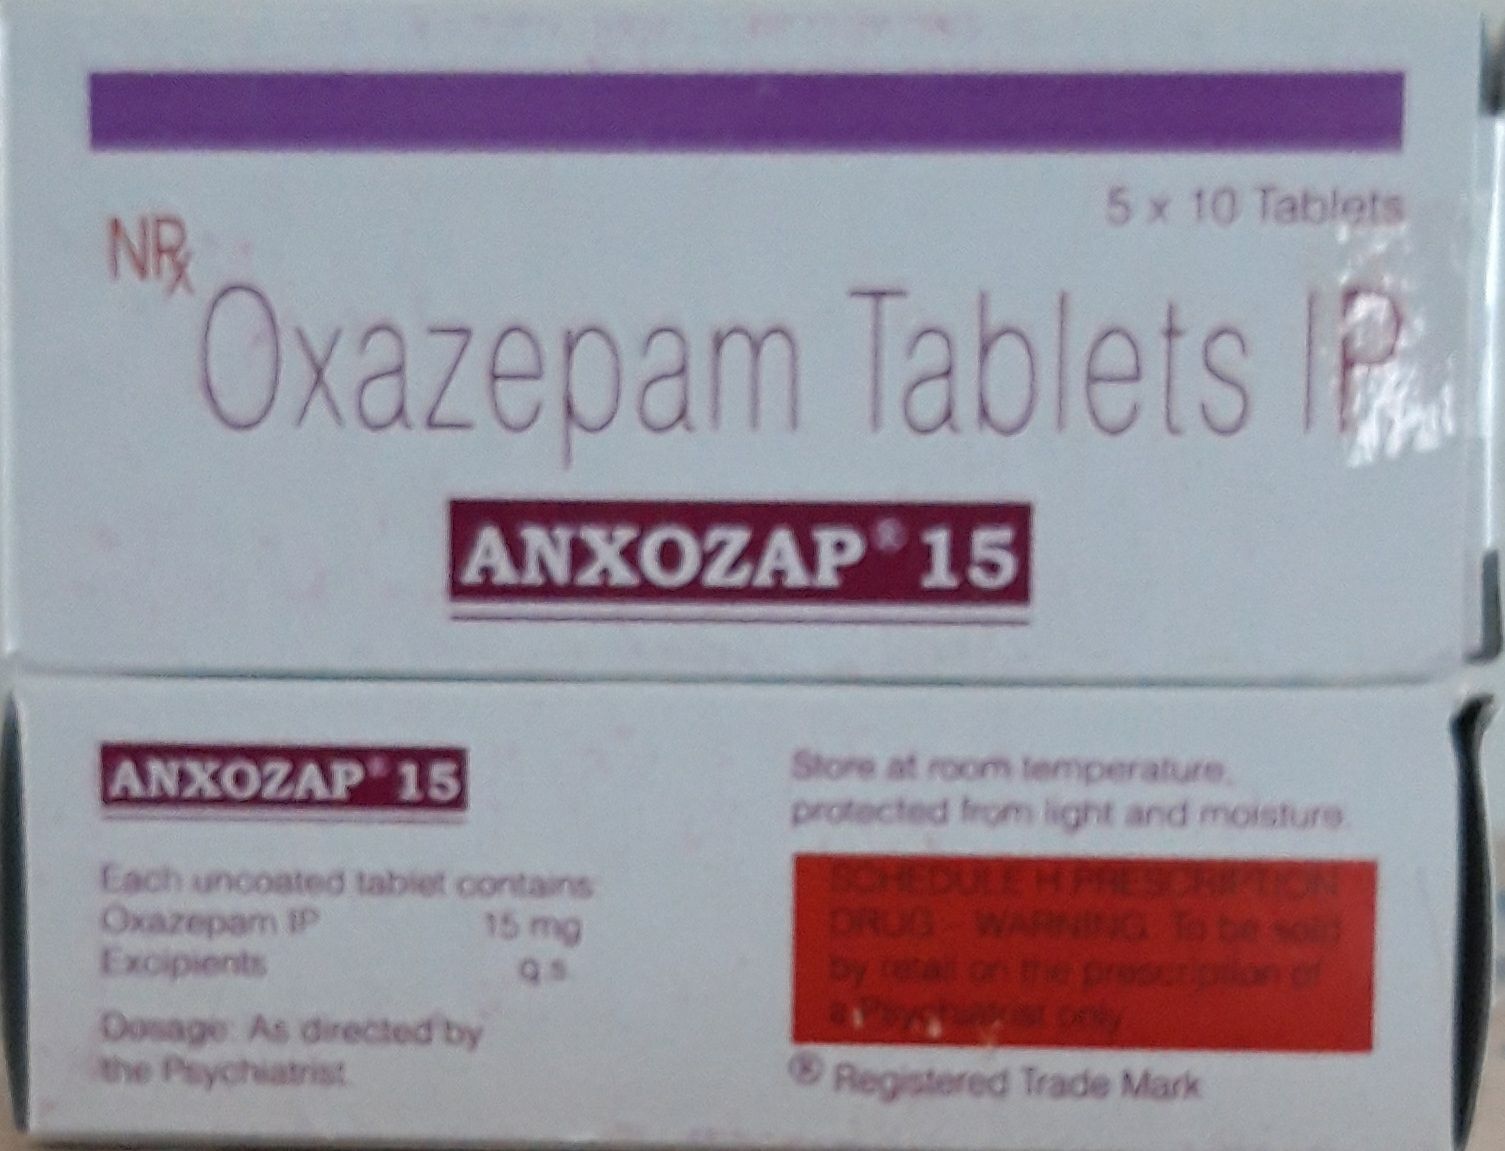 5 x 10 Tablets
NRx
Oxazepam Tablets IP
ANXOZAP® 15
ANXOZAP® 15
Each uncoated tablet contains
Oxazepam IP 15 mg
Excipients q.s
Dosage: As directed by
the Psychiatrist
Store at room temperature,
protected from light and moisture.
SCHEDULE H PRESCRIPTION
DRUG - WARNING. To be sold
by retail on the prescription of
a Psychiatrist only
® Registered Trade Mark